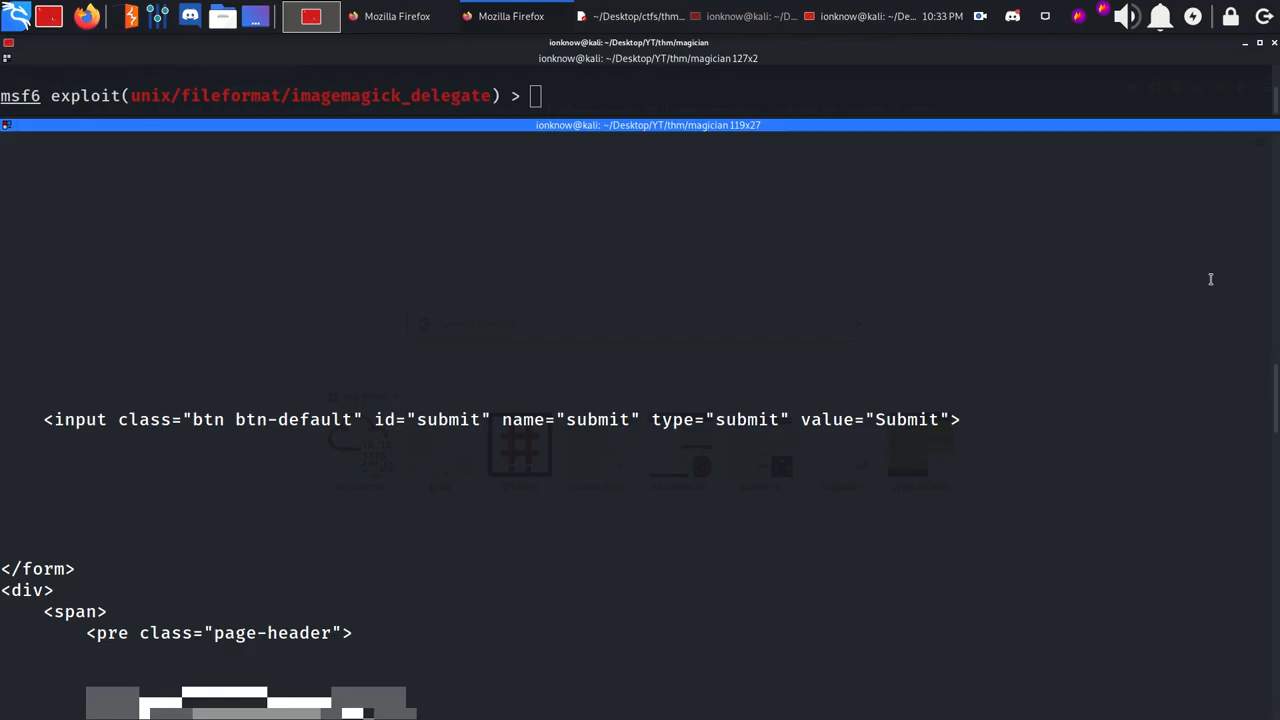 Mozilla Firefox
Mozilla Firefox
~/Desktop/ctfs/thm...
ionknow@kali: ~/D...
ionknow@kali: ~/De...
10:33 PM
ionknow@kali: ~/Desktop/YT/thm/magician
ionknow@kali: ~/Desktop/YT/thm/magician 127x2
msf6 exploit(unix/fileformat/imagemagick_delegate) >
ionknow@kali: ~/Desktop/YT/thm/magician 119x27
<input class="btn btn-default" id="submit" name="submit" type="submit" value="Submit">
</form>
<div>
<span>
<pre class="page-header">